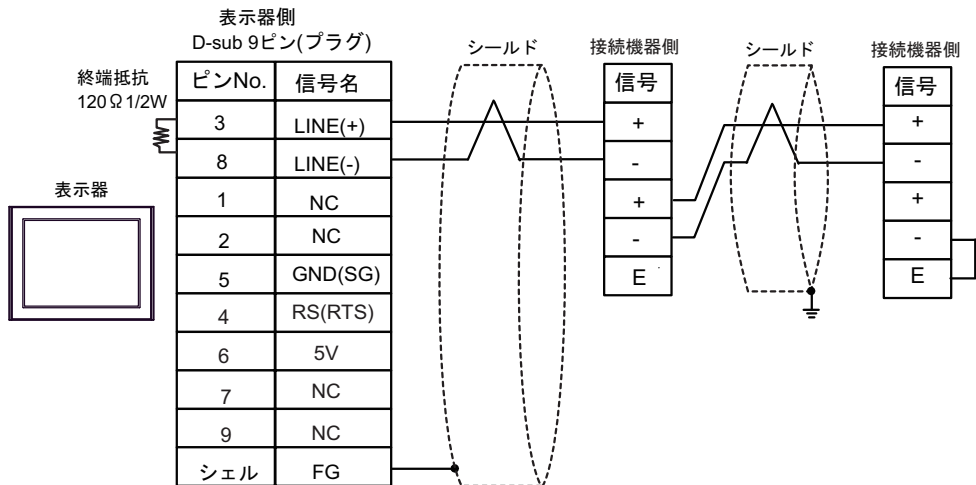 表示器側
D-sub 9ピン(プラグ)
終端抵抗
120Ω1/2W
表示器
ピンNo. 信号名
3 LINE(+)
8 LINE(-)
1 NC
2 NC
5 GND(SG)
4 RS(RTS)
6 5V
7 NC
9 NC
シェル FG
シールド
接続機器側
信号
+
-
+
-
E
シールド
接続機器側
信号
+
-
+
-
E